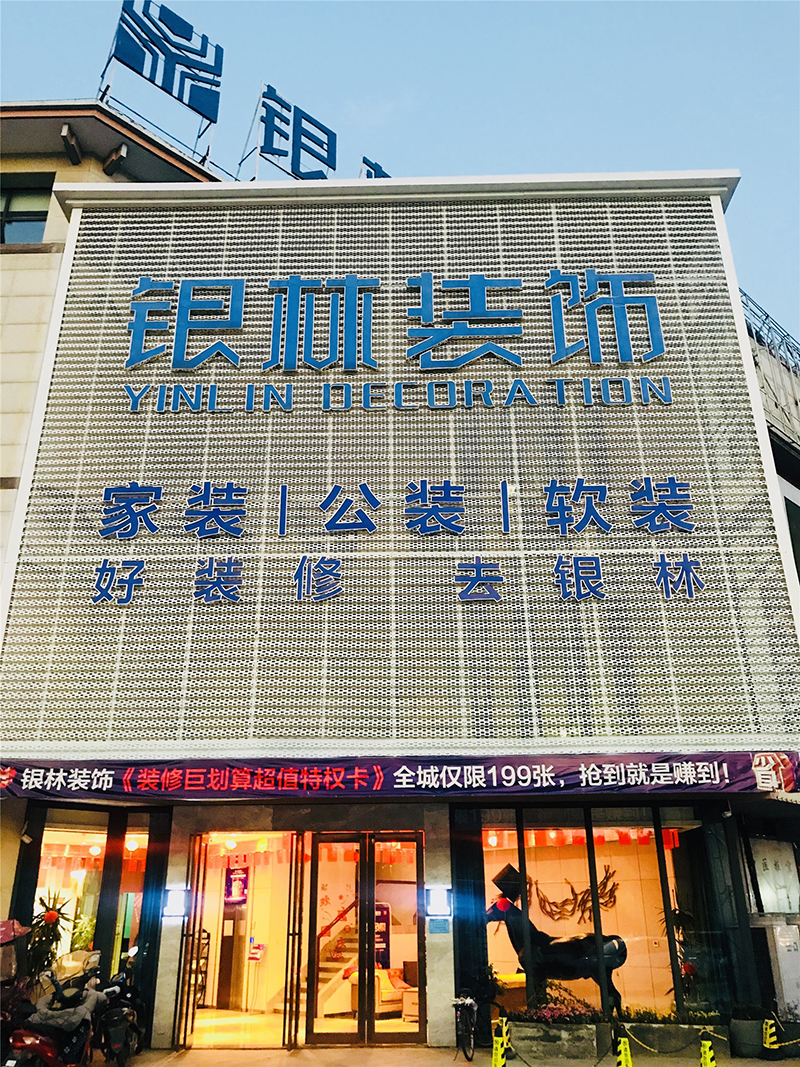 银
银林装饰
YINLIN DECORATION
家装|公装|软装
好装修 去银林
银林装饰《装修巨划算超值特权卡》全城仅限199张，抢到就是赚到！ 省